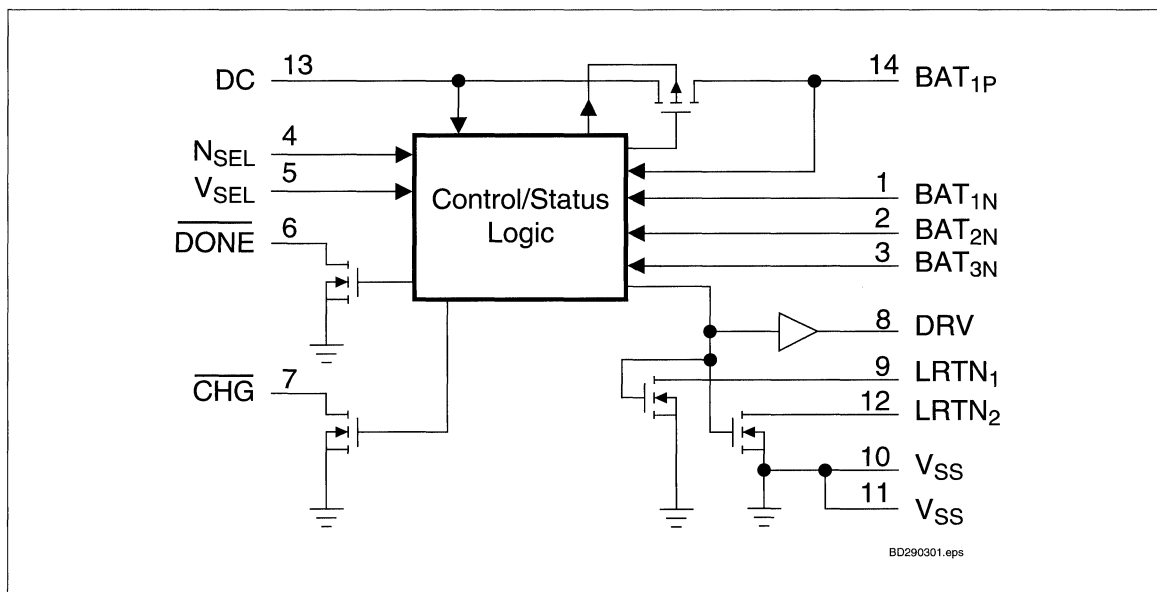 DC 13
14 BAT1P
NSEL 4
VSEL 5
DONE 6
CHG 7
Control/Status
Logic
1 BAT1N
2 BAT2N
3 BAT3N
8 DRV
9 LRTN1
12 LRTN2
10 VSS
11 VSS
BD290301.eps